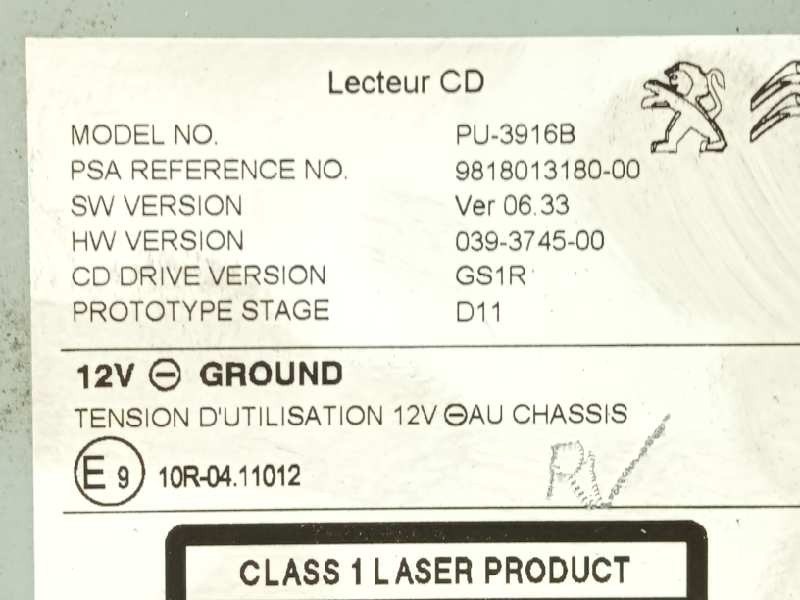 Lecteur CD
MODEL NO. PU-3916B
PSA REFERENCE NO. 9818013180-00
SW VERSION Ver 06.33
HW VERSION 039-3745-00
CD DRIVE VERSION GS1R
PROTOTYPE STAGE D11
12V ⊖ GROUND
TENSION D'UTILISATION 12V ⊖AU CHASSIS
E 9 10R-04.11012
CLASS 1 LASER PRODUCT